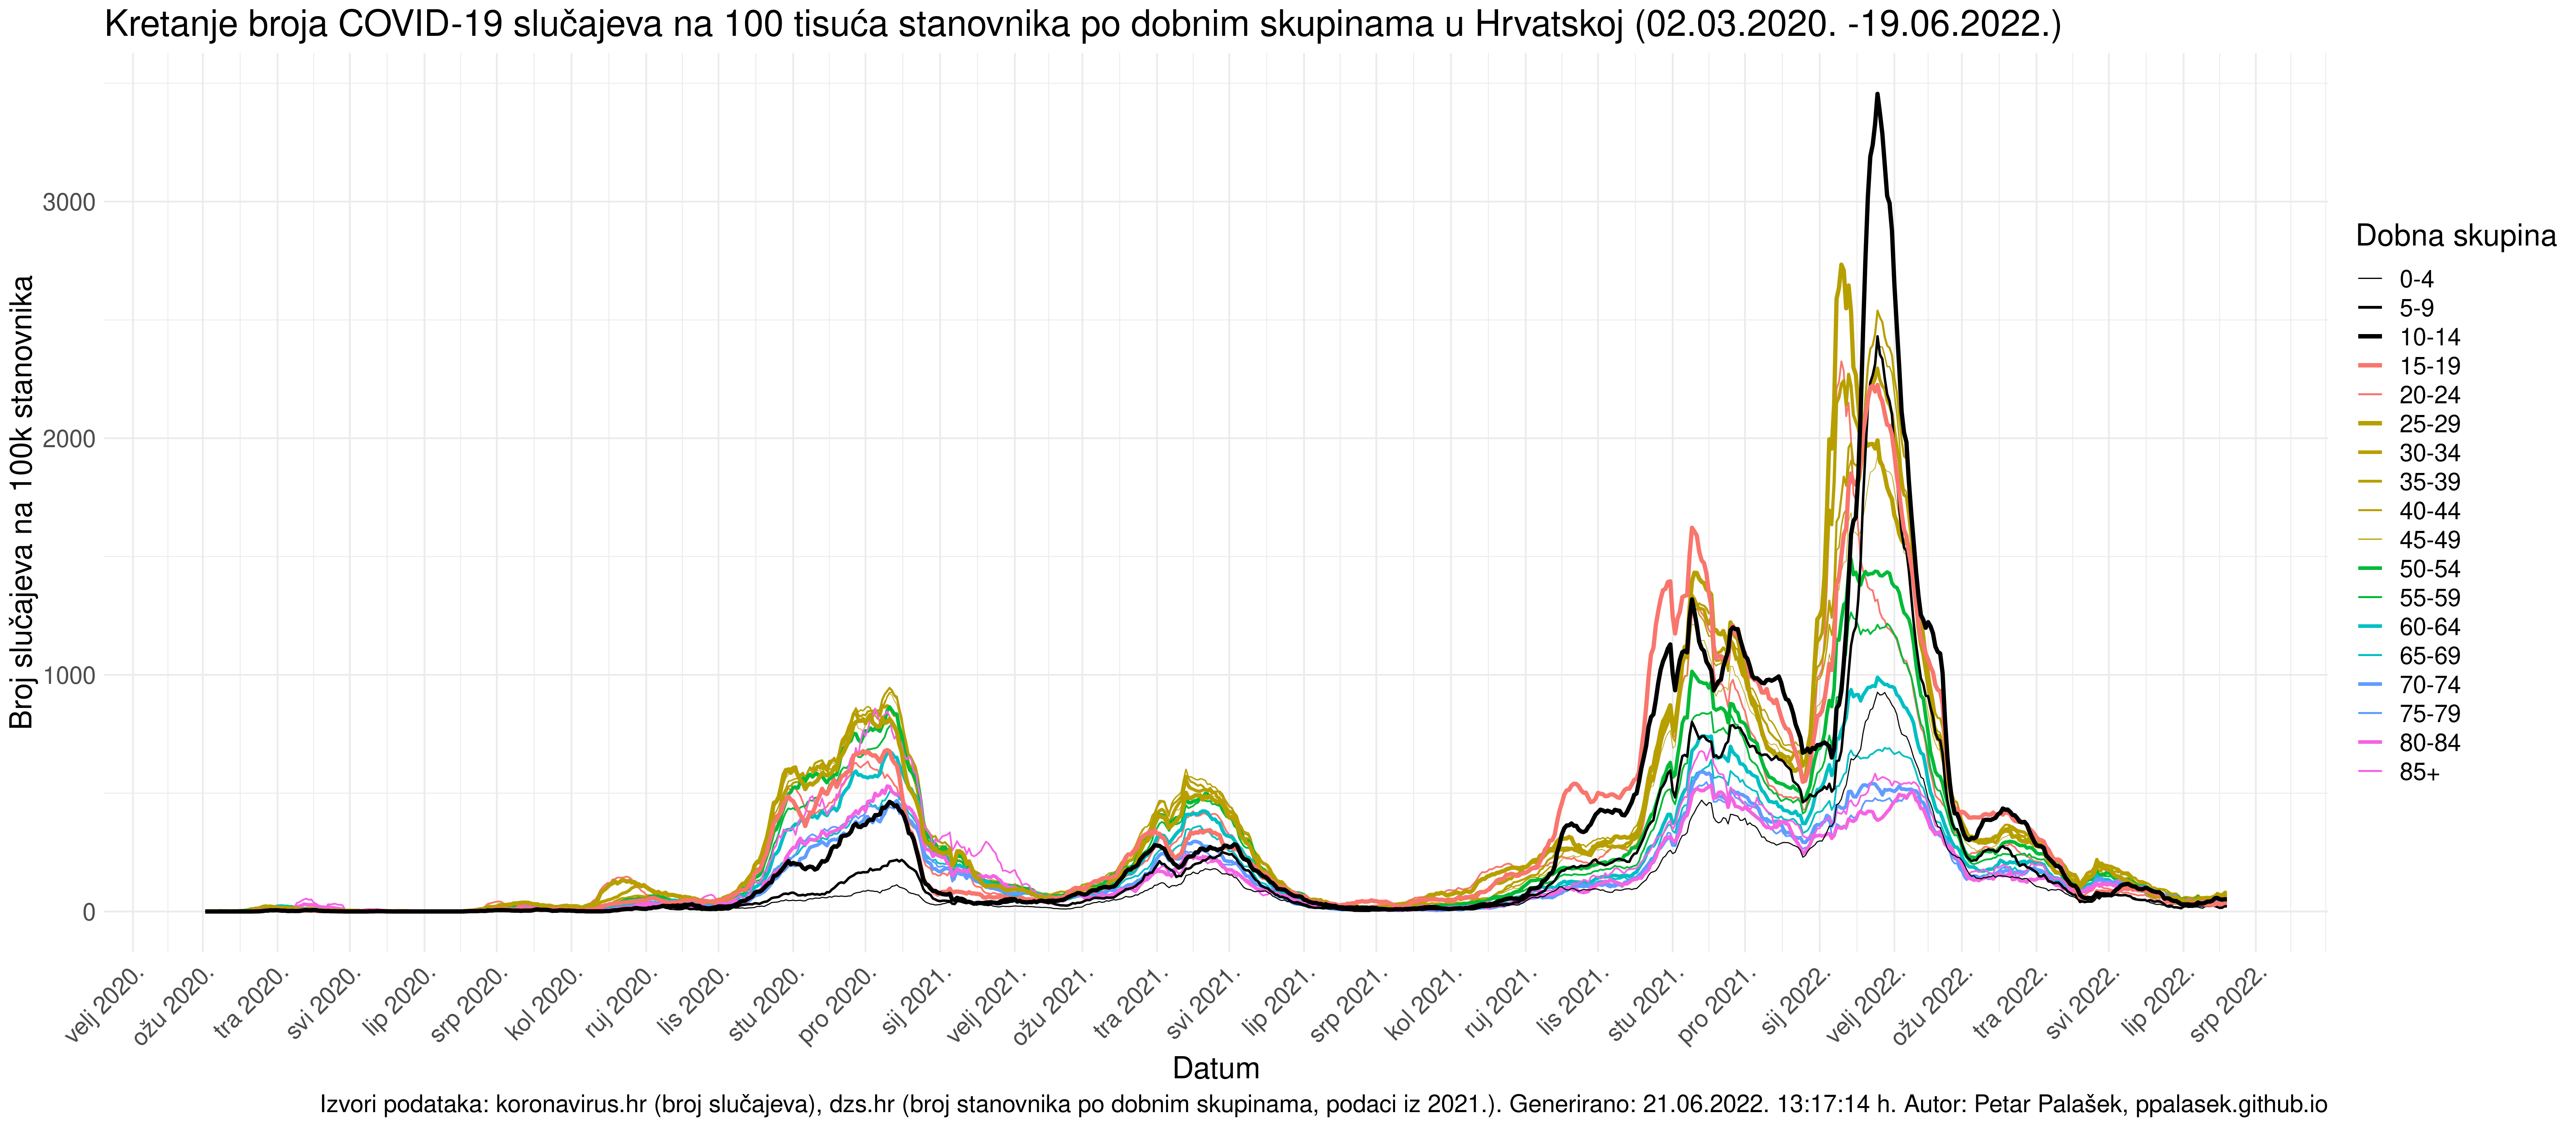 Kretanje broja COVID-19 slučajeva na 100 tisuća stanovnika po dobnim skupinama u Hrvatskoj (02.03.2020. -19.06.2022.)
Broj slučajeva na 100k stanovnika
3000
2000
1000
0
velj 2020.
ožu 2020.
tra 2020.
svi 2020.
lip 2020.
srp 2020.
kol 2020.
ruj 2020.
lis 2020.
stu 2020.
pro 2020.
sij 2021.
velj 2021.
ožu 2021.
tra 2021.
svi 2021.
lip 2021.
srp 2021.
kol 2021.
ruj 2021.
lis 2021.
stu 2021.
pro 2021.
sij 2022.
velj 2022.
ožu 2022.
tra 2022.
svi 2022.
lip 2022.
srp 2022.
Datum
Dobna skupina
0-4
5-9
10-14
15-19
20-24
25-29
30-34
35-39
40-44
45-49
50-54
55-59
60-64
65-69
70-74
75-79
80-84
85+
Izvori podataka: koronavirus.hr (broj slučajeva), dzs.hr (broj stanovnika po dobnim skupinama, podaci iz 2021.). Generirano: 21.06.2022. 13:17:14 h. Autor: Petar Palašek, ppalasek.github.io